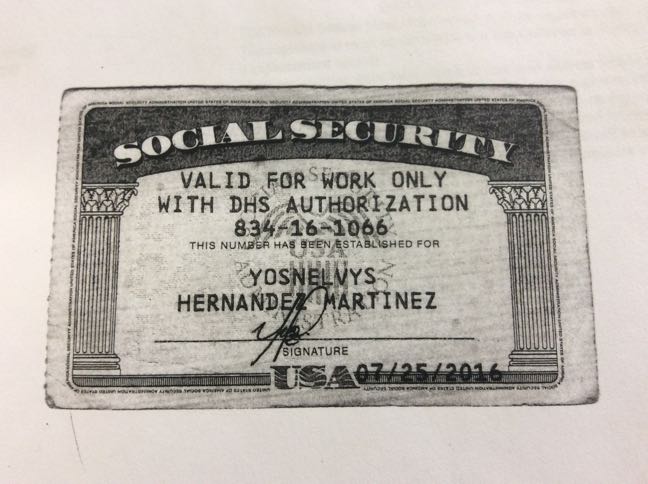 SOCIAL SECURITY
VALID FOR WORK ONLY
WITH DHS AUTHORIZATION
834-16-1066
THIS NUMBER HAS BEEN ESTABLISHED FOR
YOSNELVYS
HERNANDEZ MARTINEZ
SIGNATURE
USA 07/25/2016